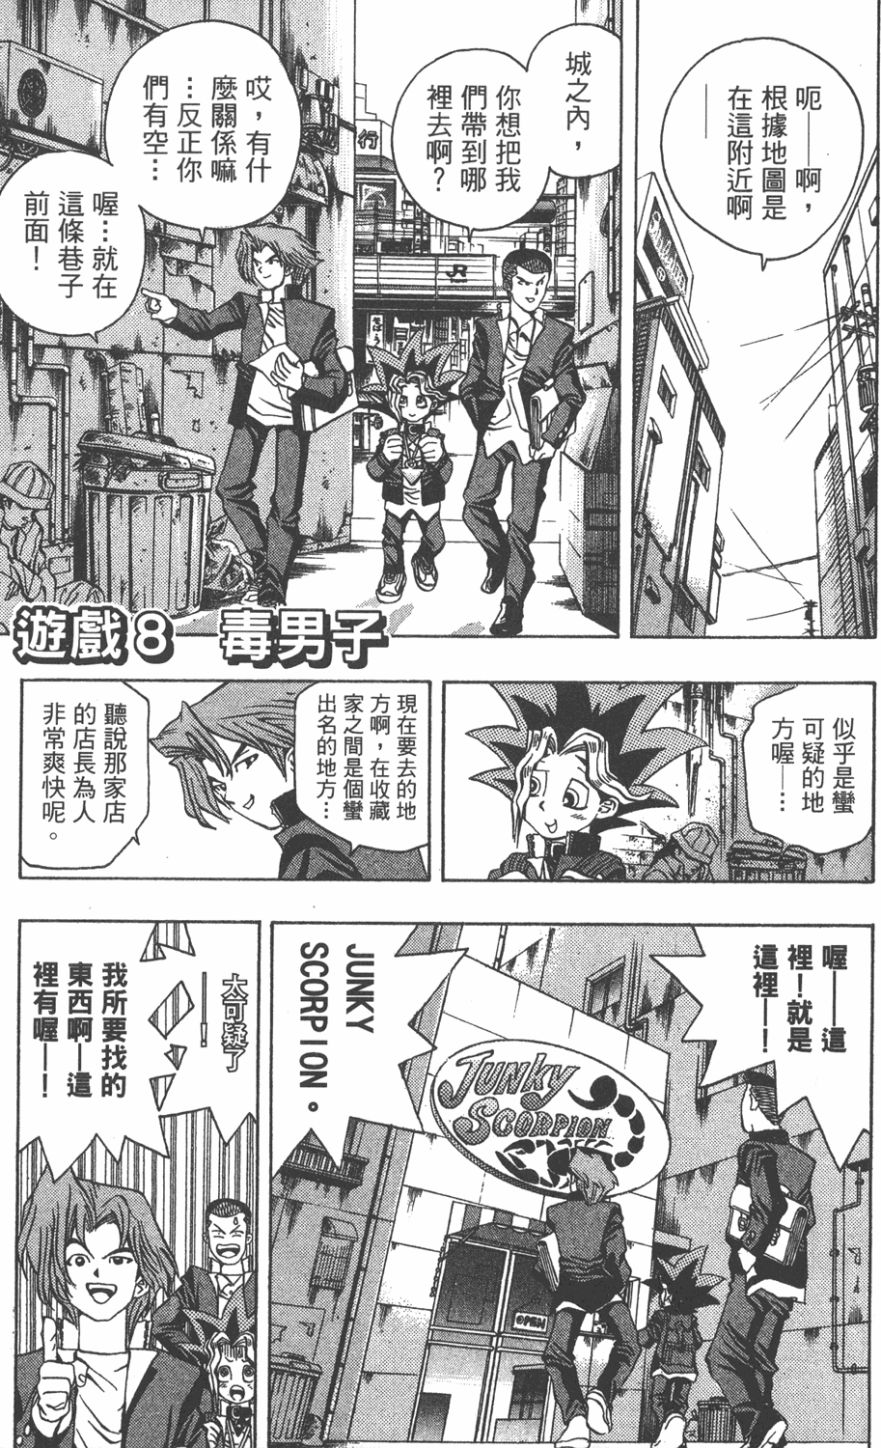 呃──啊，
根據地圖是
在這附近啊
──
城之內，
你想把我
們帶到哪
裡去啊？
行
JR
哎，有什
麼關係嘛
…反正你
們有空…
喔…就在
這條巷子
前面！
遊戲8 毒男子
似乎是蠻
可疑的地
方喔─…
現在要去的地
方啊，在收藏
家之間是個蠻
出名的地方…
聽說那家店
的店長為人
非常爽快呢。
喔──這
裡！就是
這裡─！
JUNKY
SCORPION。
JUNKY
SCORPION
OPEN
太可疑了
──！
我所要找的
東西啊─這
裡有喔─！